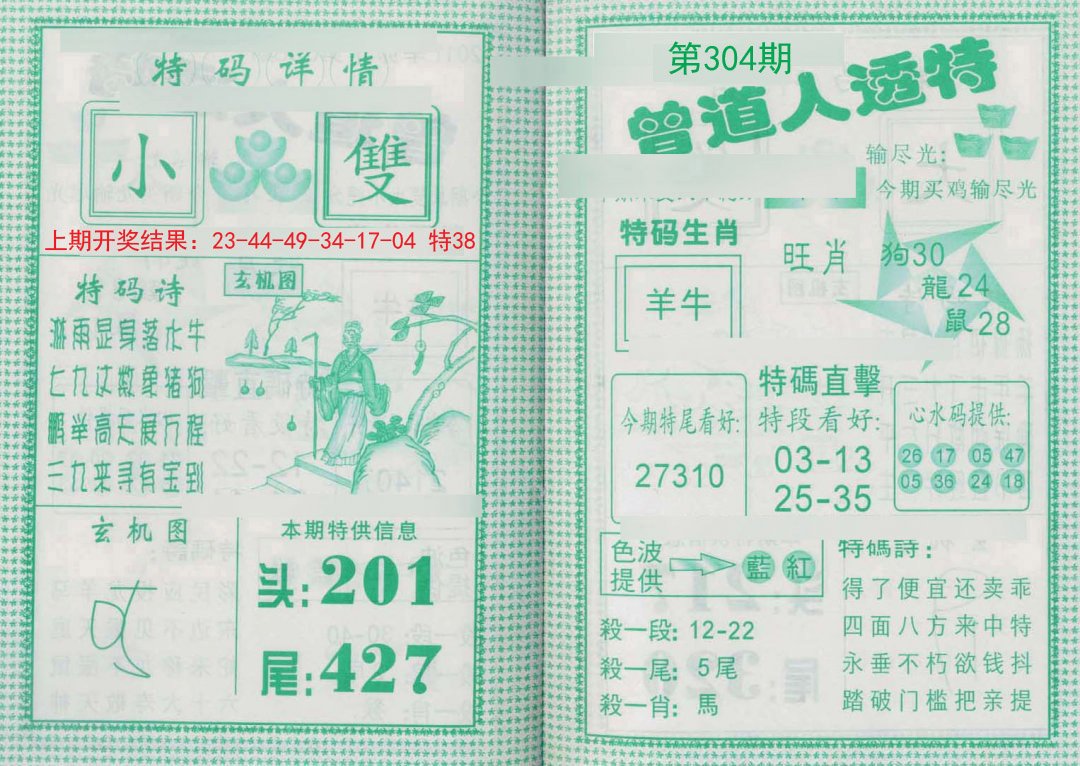 特码详情
小 雙
上期开奖结果：23-44-49-34-17-04 特38
特码诗
淋雨显身落水牛
七九过数象猪狗
鹏举高天展万程
三九来寻有宝到
玄机图
玄机图
本期特供信息
头：201
尾：427
第304期
曾道人透特
输尽光：
今期买鸡输尽光
特码生肖
羊牛
旺肖
狗30
龍24
鼠28
今期特尾看好：
27310
特碼直擊
特段看好：
03-13
25-35
心水码提供：
26 17 05 47
05 36 24 18
色波
提供
藍 紅
殺一段：12-22
殺一尾：5尾
殺一肖：馬
特碼詩：
得了便宜还卖乖
四面八方来中特
永垂不朽欲钱抖
踏破门槛把亲提